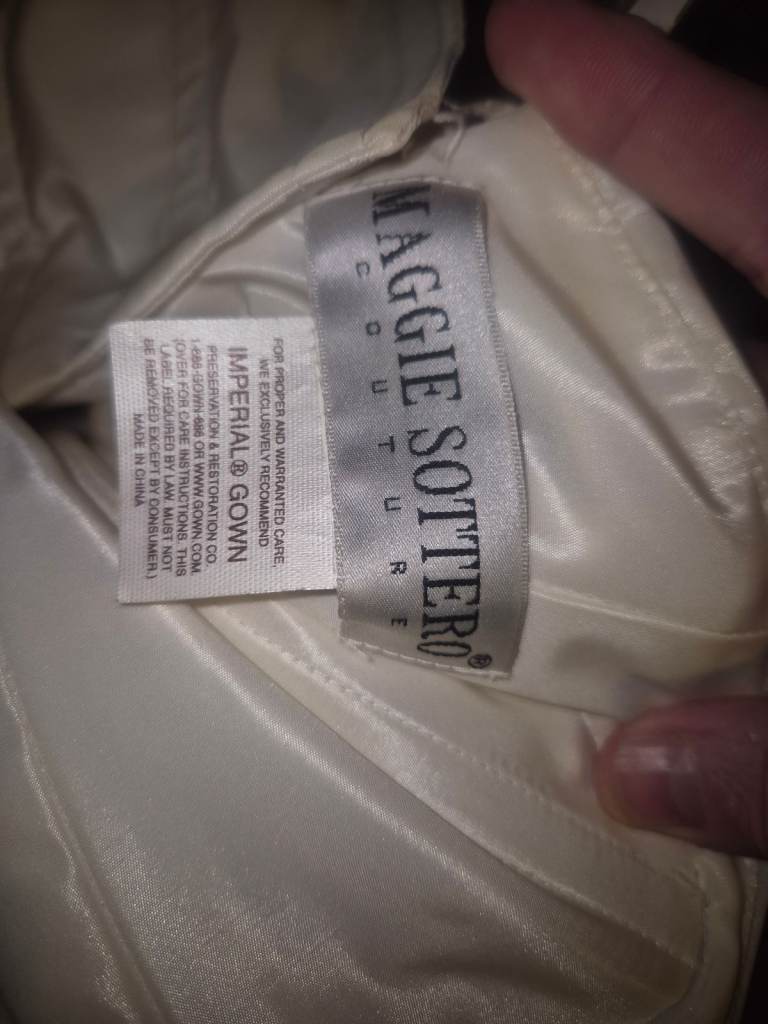 MAGGIE SOTTERO®
COUTURE
FOR PROPER AND WARRANTED CARE,
WE EXCLUSIVELY RECOMMEND
IMPERIAL® GOWN
PRESERVATION & RESTORATION CO.
1-888-GOWN-689 OR WWW.GOWN.COM.
(OVER FOR CARE INSTRUCTIONS. THIS
LABEL REQUIRED BY LAW. MUST NOT
BE REMOVED EXCEPT BY CONSUMER.)
MADE IN CHINA